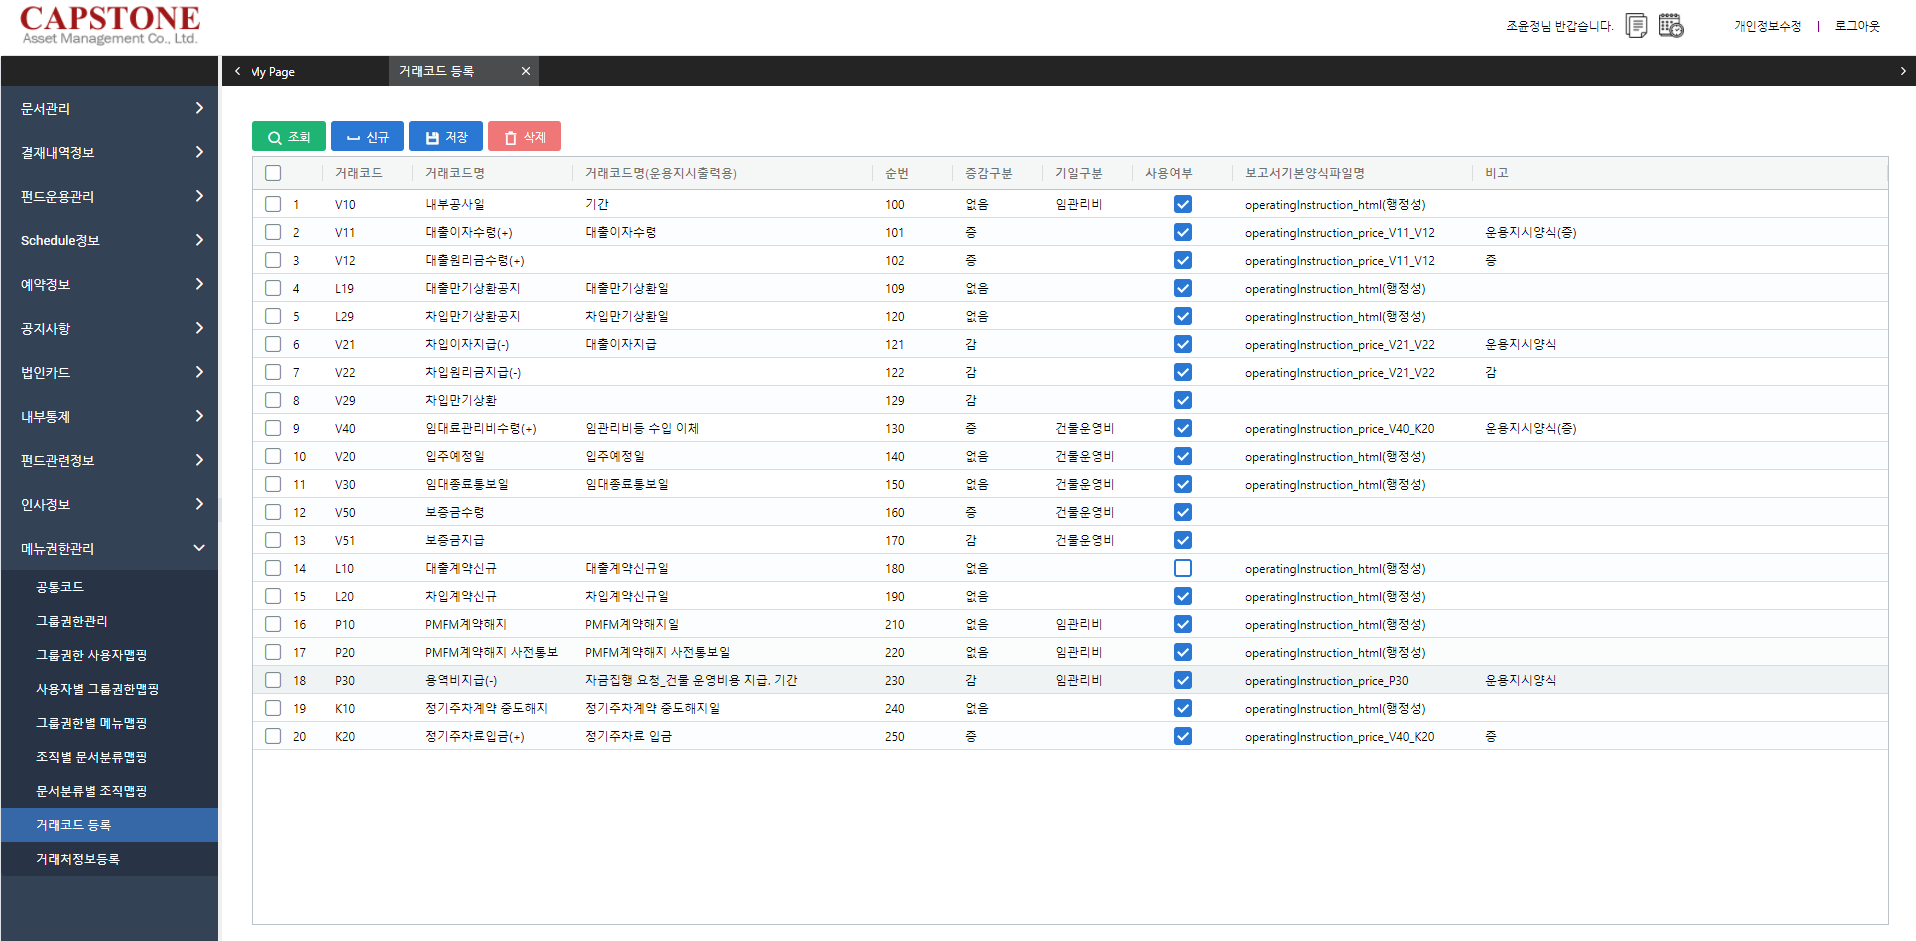 CAPSTONE
Asset Management Co., Ltd.
조윤정님 반갑습니다.
개인정보수정 | 로그아웃
My Page
거래코드 등록
문서관리
결재내역정보
펀드운용관리
Schedule정보
예약정보
공지사항
법인카드
내부통제
펀드관련정보
인사정보
메뉴권한관리
공통코드
그룹권한관리
그룹권한 사용자맵핑
사용자별 그룹권한맵핑
그룹권한별 메뉴맵핑
조직별 문서분류맵핑
문서분류별 조직맵핑
거래코드 등록
거래처정보등록
조회 신규 저장 삭제
거래코드 거래코드명 거래코드명(운용지시출력용) 순번 증감구분 기일구분 사용여부 보고서기본양식파일명 비고
1 V10 내부공사일 기간 100 없음 임관리비 operatingInstruction_html(행정성)
2 V11 대출이자수령(+) 대출이자수령 101 증 operatingInstruction_price_V11_V12 운용지시양식(증)
3 V12 대출원리금수령(+) 102 증 operatingInstruction_price_V11_V12 증
4 L19 대출만기상환공지 대출만기상환일 109 없음 operatingInstruction_html(행정성)
5 L29 차입만기상환공지 차입만기상환일 120 없음 operatingInstruction_html(행정성)
6 V21 차입이자지급(-) 대출이자지급 121 감 operatingInstruction_price_V21_V22 운용지시양식
7 V22 차입원리금지급(-) 122 감 operatingInstruction_price_V21_V22 감
8 V29 차입만기상환 129 감
9 V40 임대료관리비수령(+) 임관리비등 수입 이체 130 증 건물운영비 operatingInstruction_price_V40_K20 운용지시양식(증)
10 V20 입주예정일 입주예정일 140 없음 건물운영비 operatingInstruction_html(행정성)
11 V30 임대종료통보일 임대종료통보일 150 없음 건물운영비 operatingInstruction_html(행정성)
12 V50 보증금수령 160 증 건물운영비
13 V51 보증금지급 170 감 건물운영비
14 L10 대출계약신규 대출계약신규일 180 없음 operatingInstruction_html(행정성)
15 L20 차입계약신규 차입계약신규일 190 없음 operatingInstruction_html(행정성)
16 P10 PMFM계약해지 PMFM계약해지일 210 없음 임관리비 operatingInstruction_html(행정성)
17 P20 PMFM계약해지 사전통보 PMFM계약해지 사전통보일 220 없음 임관리비 operatingInstruction_html(행정성)
18 P30 용역비지급(-) 자금집행 요청_건물 운영비용 지급, 기간 230 감 임관리비 operatingInstruction_price_P30 운용지시양식
19 K10 정기주차계약 중도해지 정기주차계약 중도해지일 240 없음 operatingInstruction_html(행정성)
20 K20 정기주차료입금(+) 정기주차료 입금 250 증 operatingInstruction_price_V40_K20 증